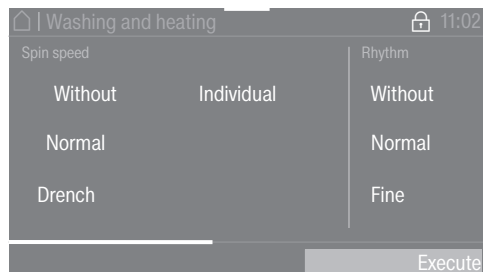 | Washing and heating 11:02
Spin speed Rhythm
Without Individual Without
Normal Normal
Drench Fine
Execute